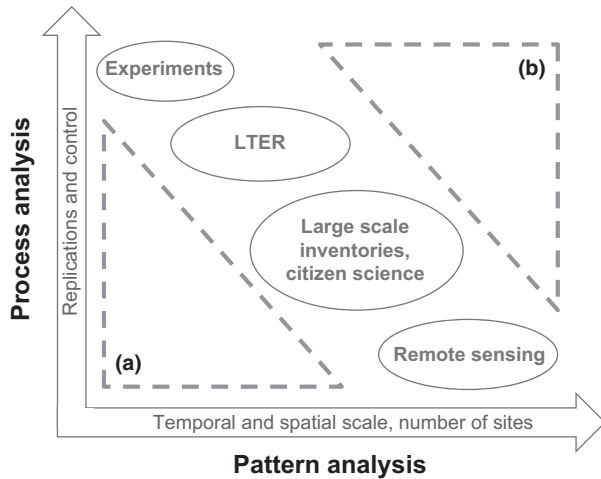 Process analysis
Replications and control
Experiments
(b)
LTER
Large scale
inventories,
citizen science
(a)
Remote sensing
Temporal and spatial scale, number of sites
Pattern analysis